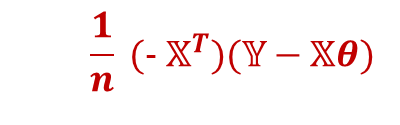 1/n (- 𝕏ᵀ)(𝕐 − 𝕏𝜽)